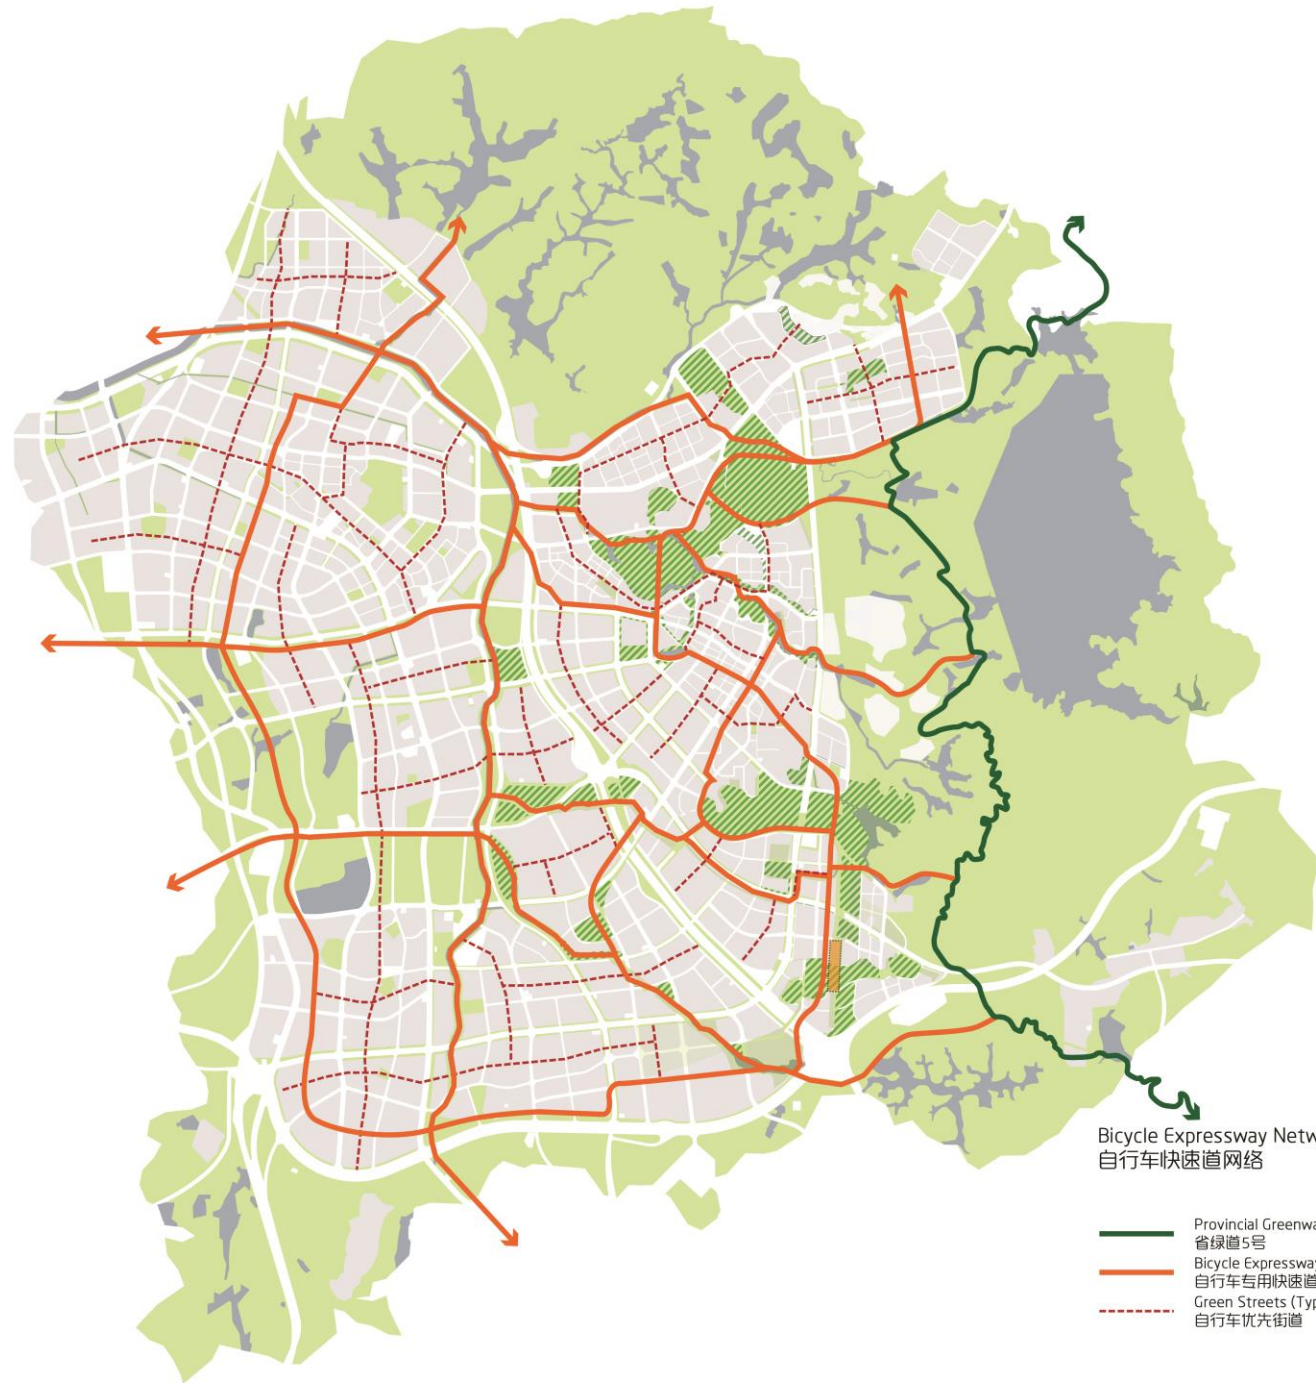 Bicycle Expressway Netw
自行车快速道网络
Provincial Greenwa
省绿道5号
Bicycle Expressway
自行车专用快速道
Green Streets (Typ
自行车优先街道